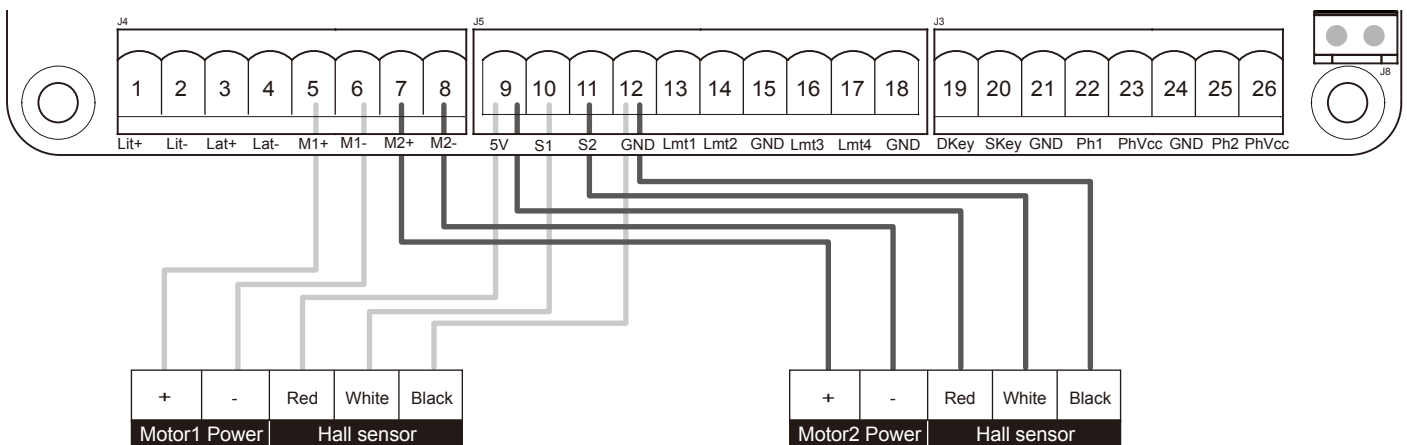 J4 J5 J3
1 2 3 4 5 6 7 8 9 10 11 12 13 14 15 16 17 18 19 20 21 22 23 24 25 26
J8
Lit+ Lit- Lat+ Lat- M1+ M1- M2+ M2- 5V S1 S2 GND Lmt1 Lmt2 GND Lmt3 Lmt4 GND DKey SKey GND Ph1 PhVcc GND Ph2 PhVcc
+ - Red White Black + - Red White Black
Motor1 Power Hall sensor Motor2 Power Hall sensor